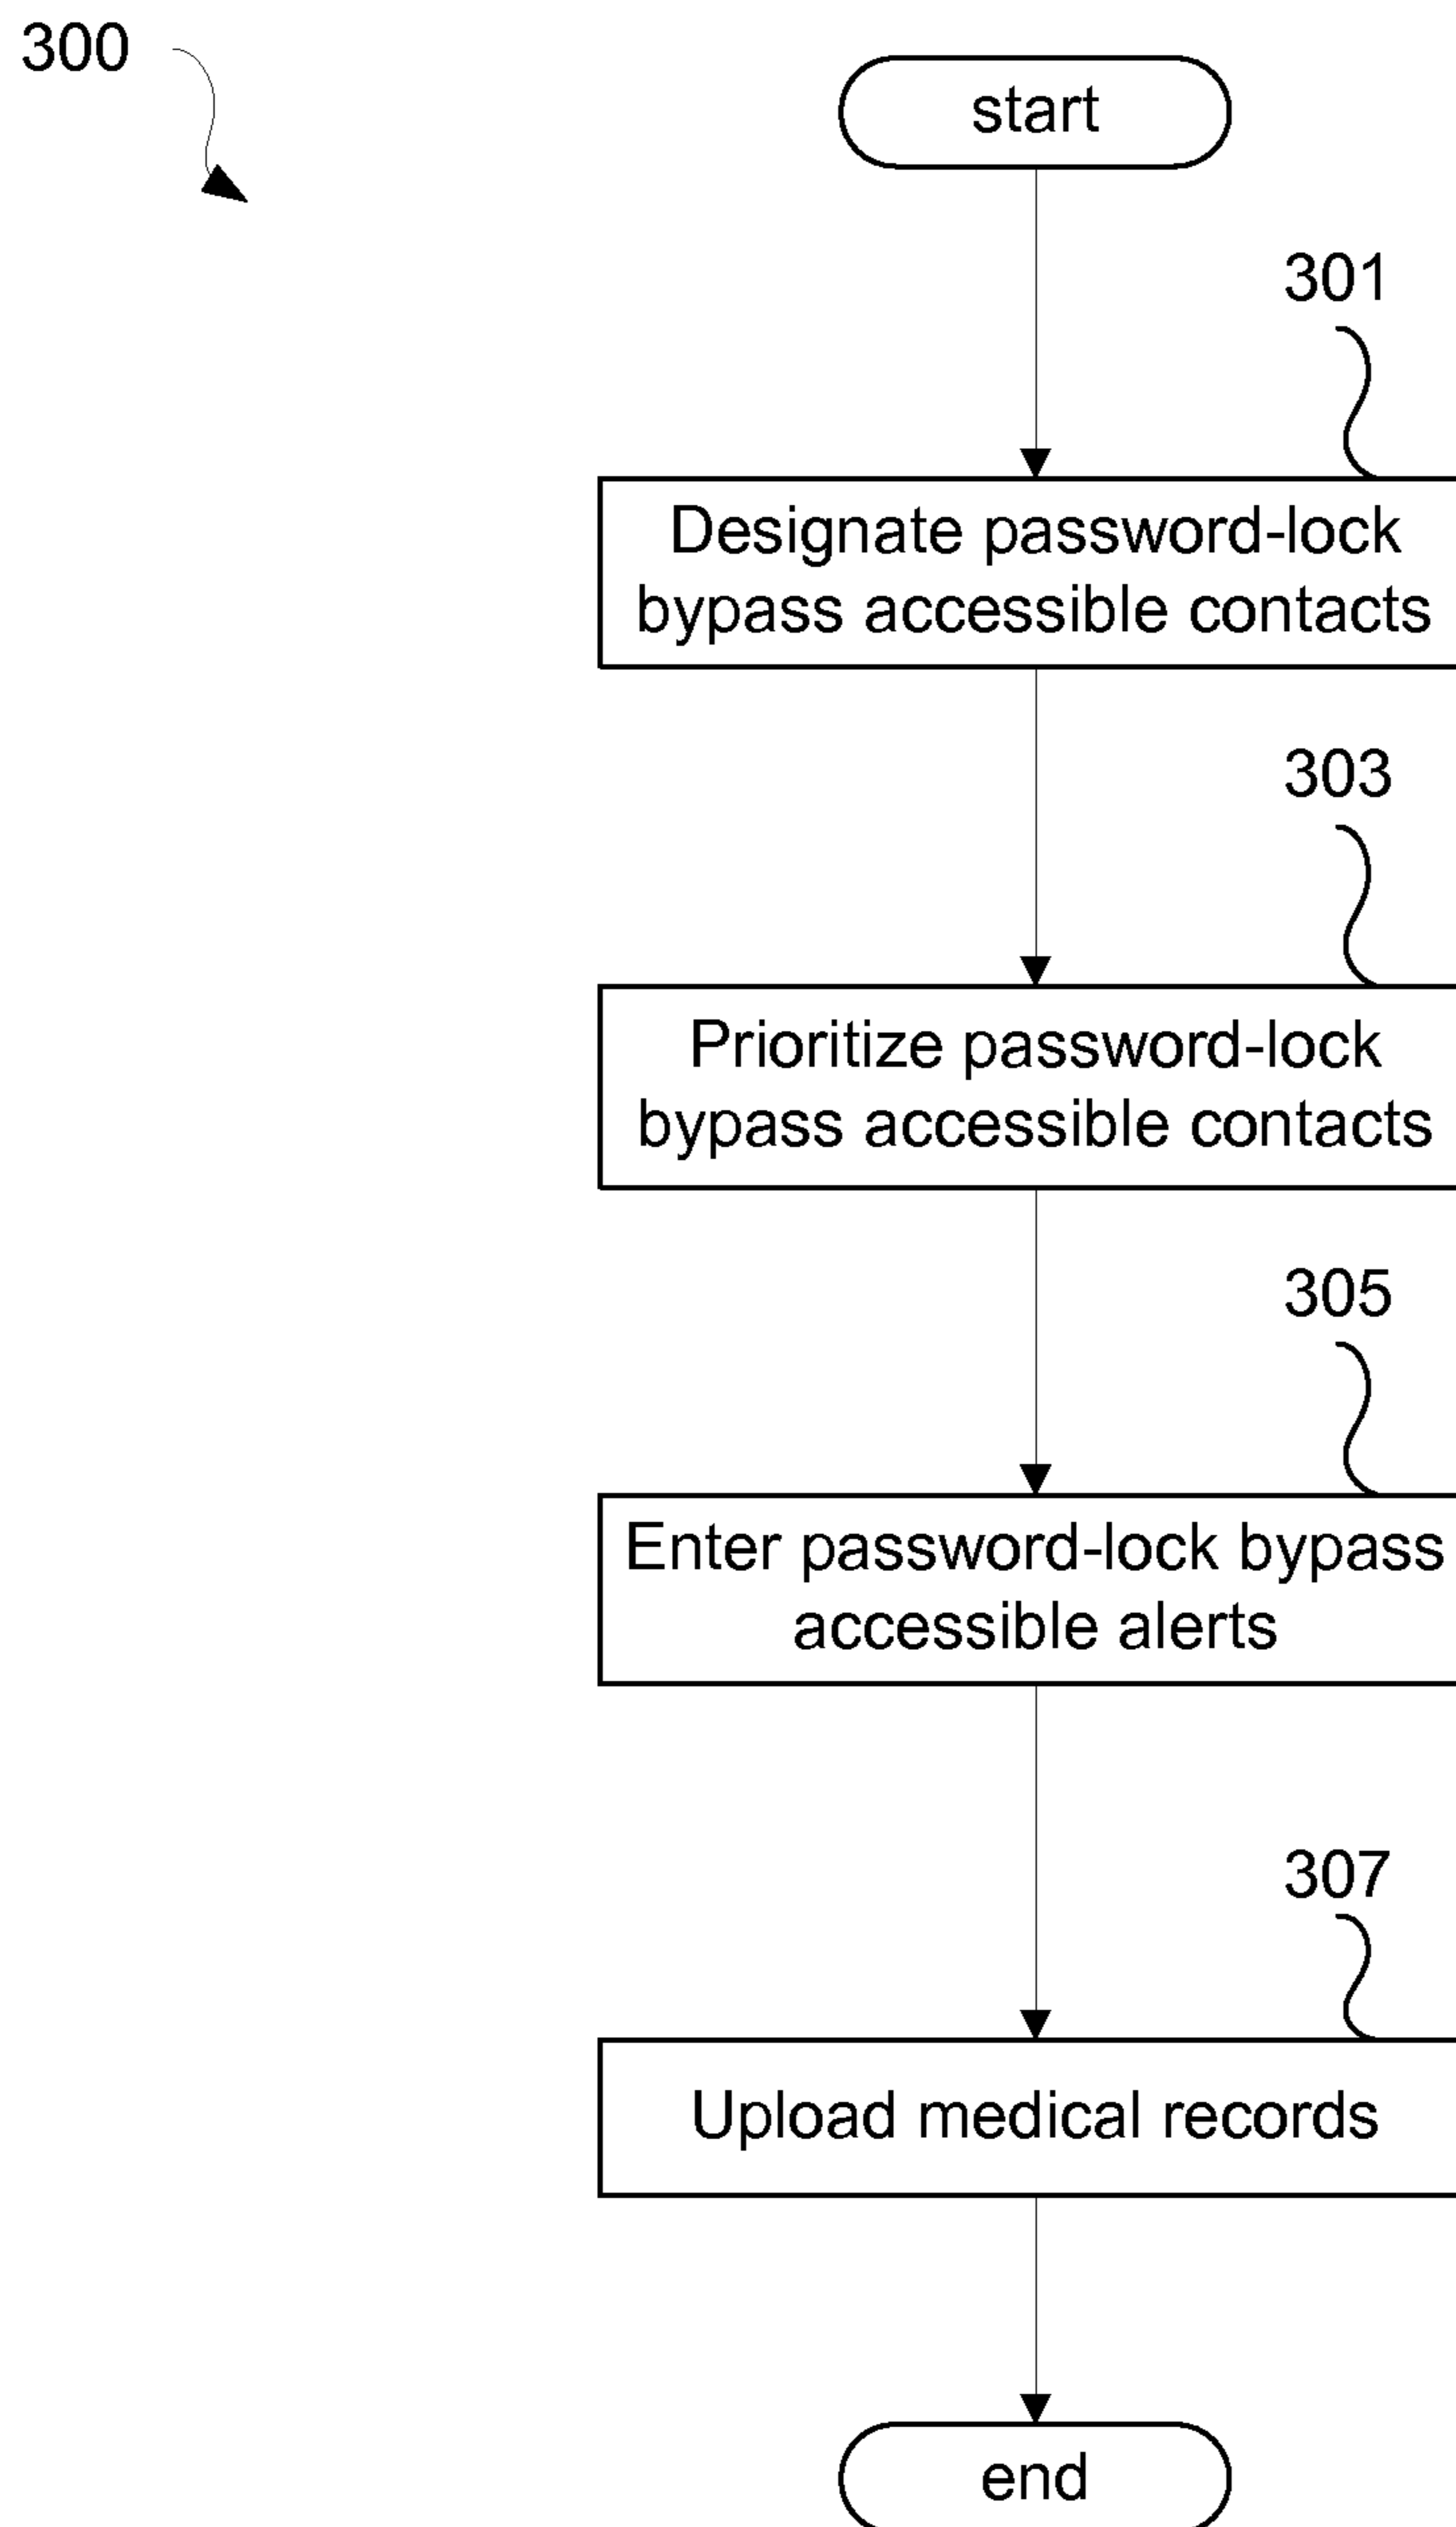 300
start
301
Designate password-lock
bypass accessible contacts
303
Prioritize password-lock
bypass accessible contacts
305
Enter password-lock bypass
accessible alerts
307
Upload medical records
end